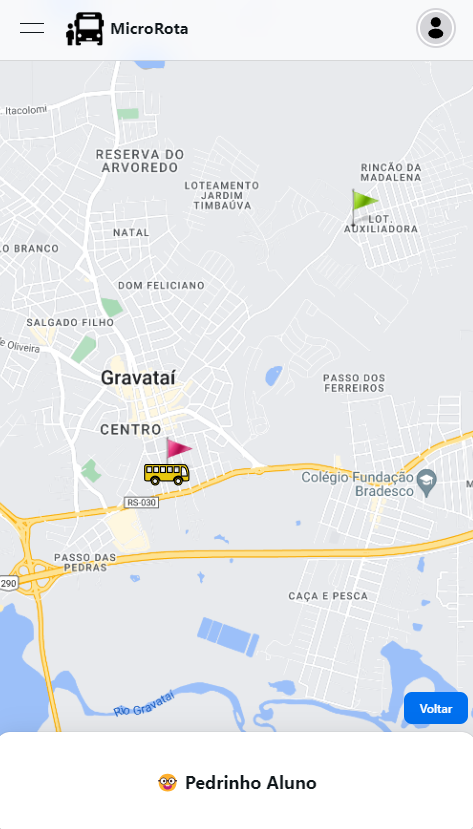 MicroRota
Itacolomi
RESERVA DO
ARVOREDO
RINCÃO DA
MADALENA
LOTEAMENTO
JARDIM
TIMBAÚVA
LOT.
AUXILIADORA
NATAL
LO BRANCO
DOM FELICIANO
SALGADO FILHO
de Oliveira
Gravataí
PASSO DOS
FERREIROS
CENTRO
Colégio Fundação
Bradesco
M
RS-030
PASSO DAS
PEDRAS
290
CAÇA E PESCA
Rio Gravataí
Voltar
Pedrinho Aluno